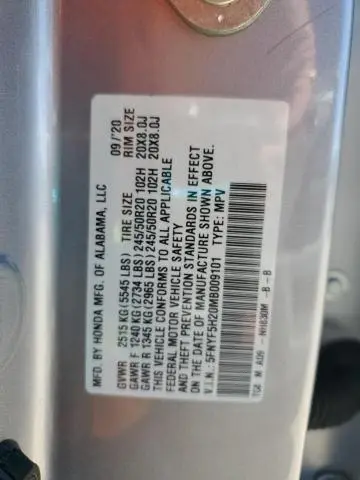 MFD. BY HONDA MFG. OF ALABAMA, LLC 09/'20
TIRE SIZE RIM SIZE
GVWR 2515 KG(5545 LBS)
GAWR F 1240 KG(2734 LBS) 245/50R20 102H 20X8.0J
GAWR R 1345 KG(2965 LBS) 245/50R20 102H 20X8.0J
THIS VEHICLE CONFORMS TO ALL APPLICABLE
FEDERAL MOTOR VEHICLE SAFETY
AND THEFT PREVENTION STANDARDS IN EFFECT
ON THE DATE OF MANUFACTURE SHOWN ABOVE.
V.I.N.: 5FNYF5H20MB009101 TYPE: MPV
TG8 M A09 - NH830M -B -B